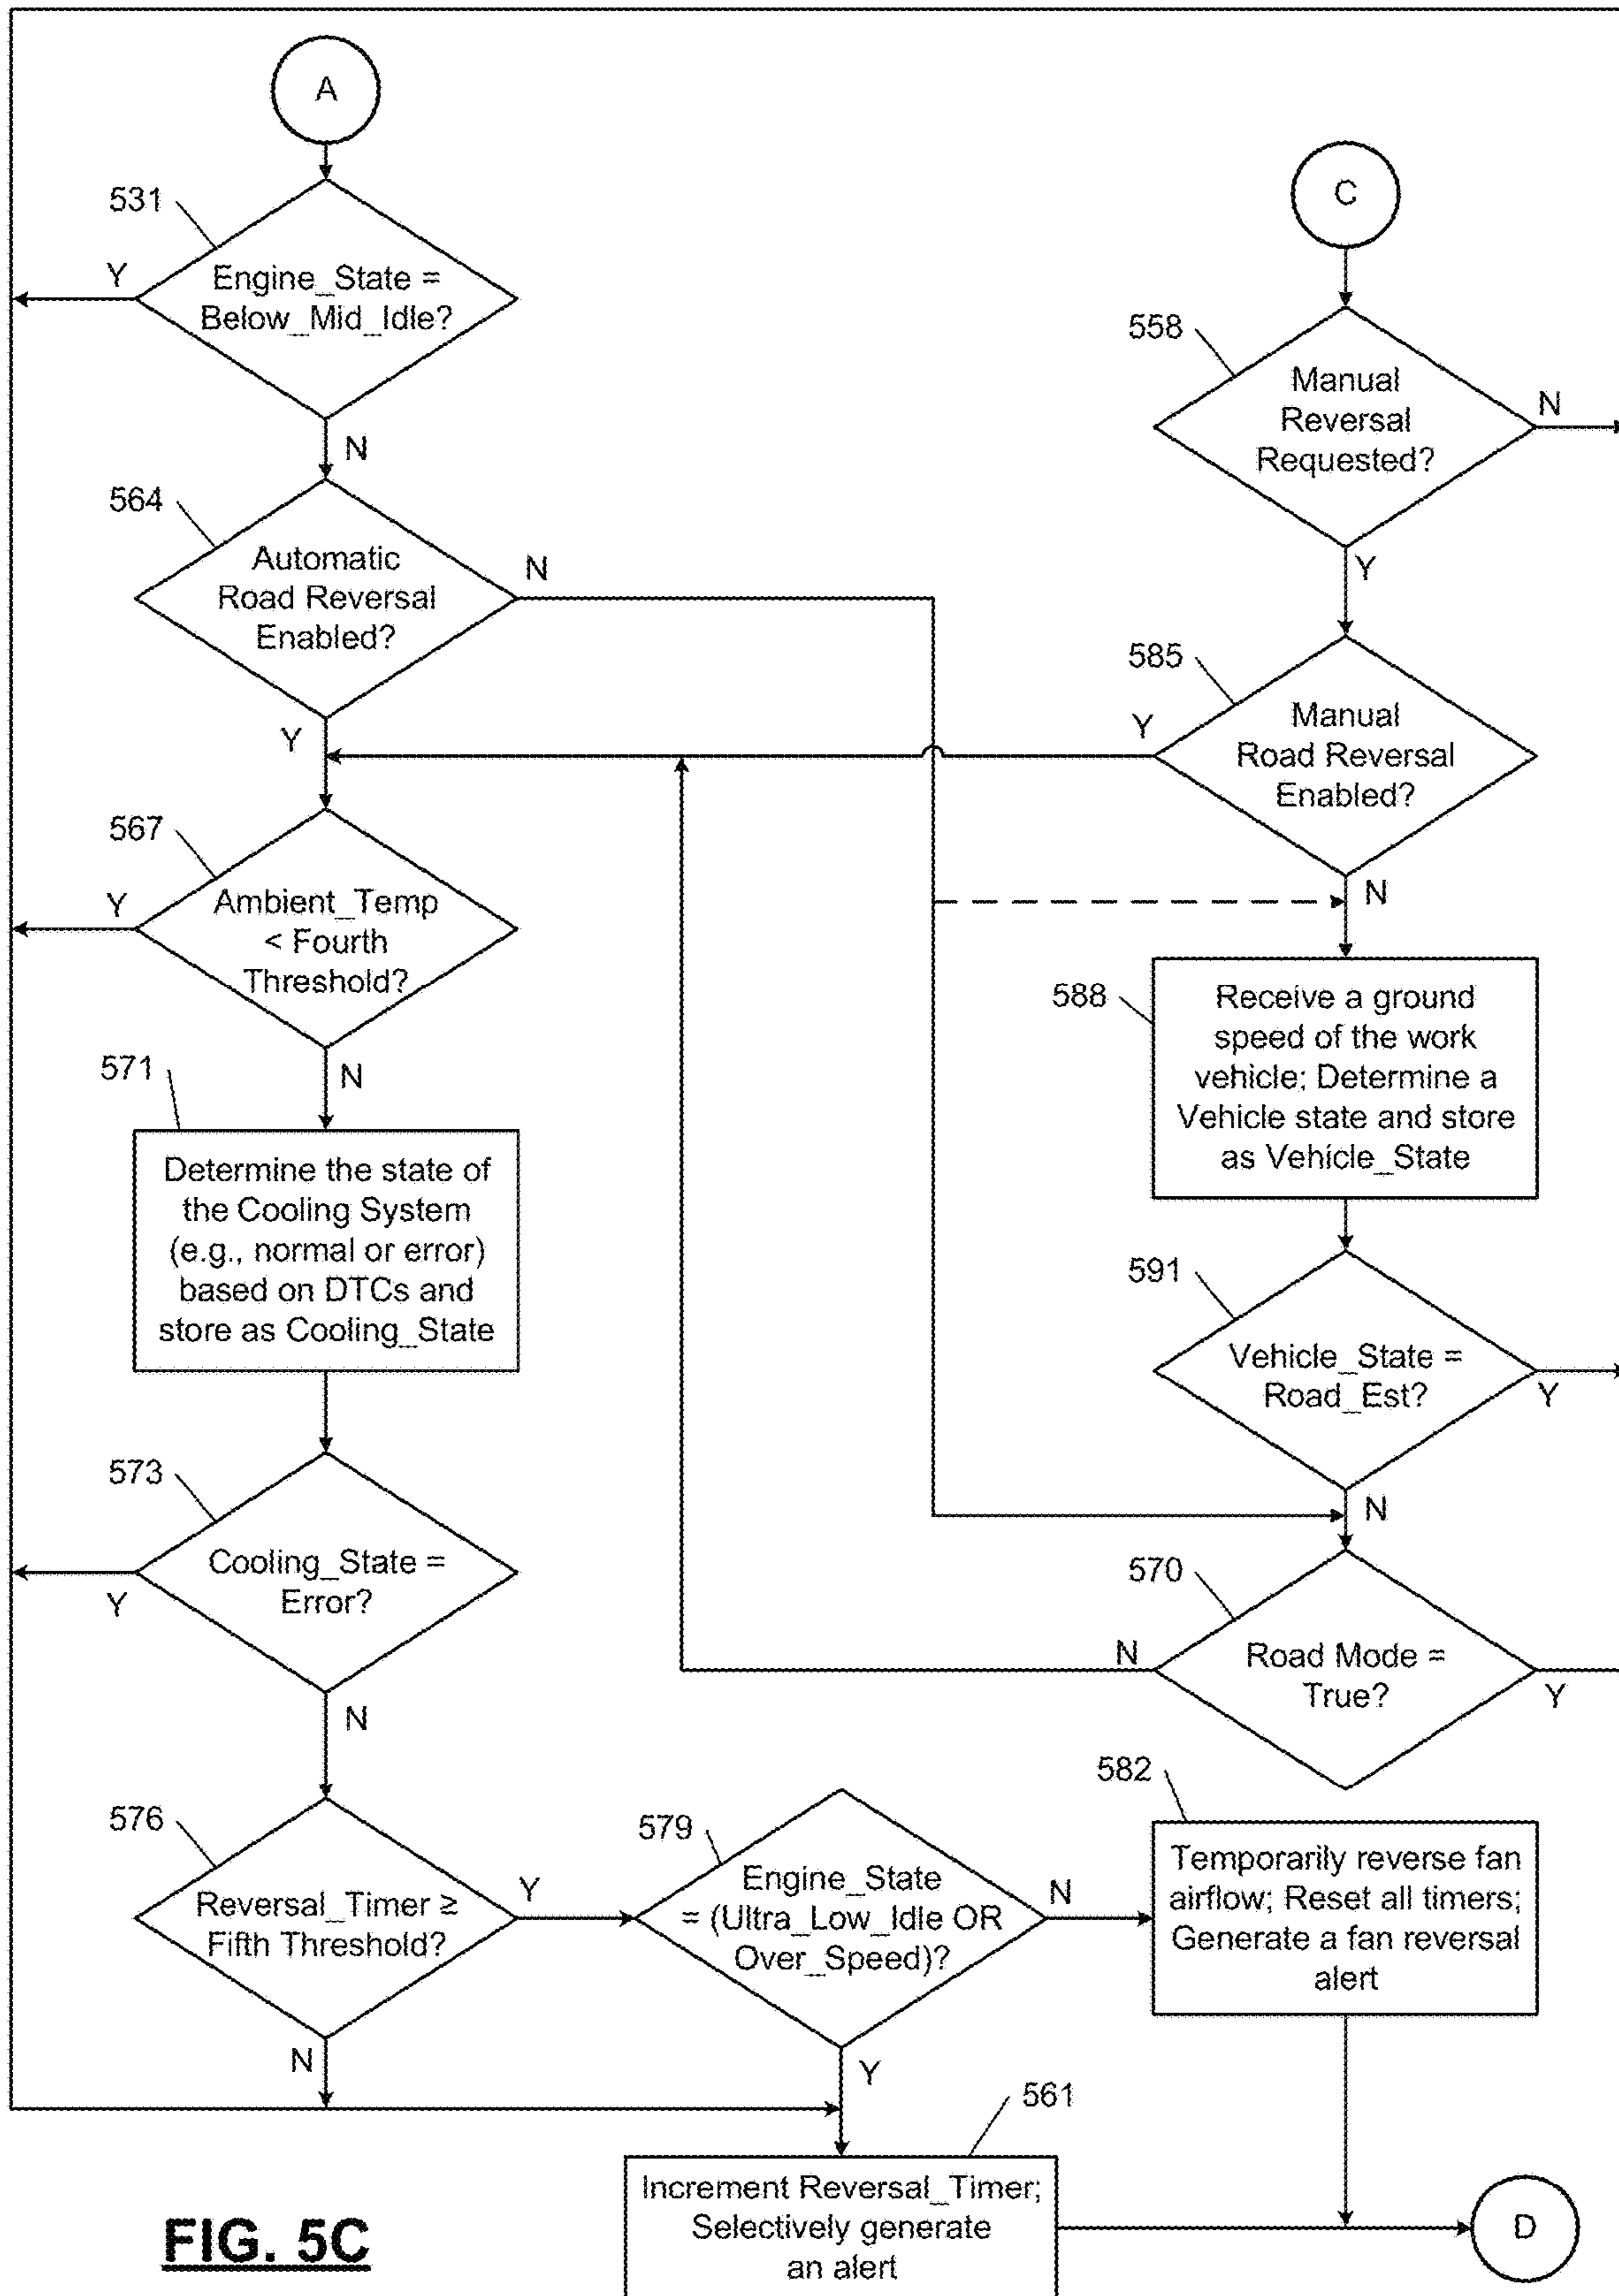 A
531
Y
Engine_State =
Below_Mid_Idle?
N
564
Automatic
Road Reversal
Enabled?
N
Y
567
Y
Ambient_Temp
< Fourth
Threshold?
N
571
Determine the state of
the Cooling System
(e.g., normal or error)
based on DTCs and
store as Cooling_State
573
Cooling_State =
Error?
Y
N
576
Reversal_Timer ≥
Fifth Threshold?
Y
N
579
Engine_State
= (Ultra_Low_Idle OR
Over_Speed)?
N
Y
C
558
Manual
Reversal
Requested?
N
Y
585
Y
Manual
Road Reversal
Enabled?
N
588
Receive a ground
speed of the work
vehicle; Determine a
Vehicle state and store
as Vehicle_State
591
Vehicle_State =
Road_Est?
Y
N
570
N
Road Mode =
True?
Y
582
Temporarily reverse fan
airflow; Reset all timers;
Generate a fan reversal
alert
561
Increment Reversal_Timer;
Selectively generate
an alert
D
FIG. 5C